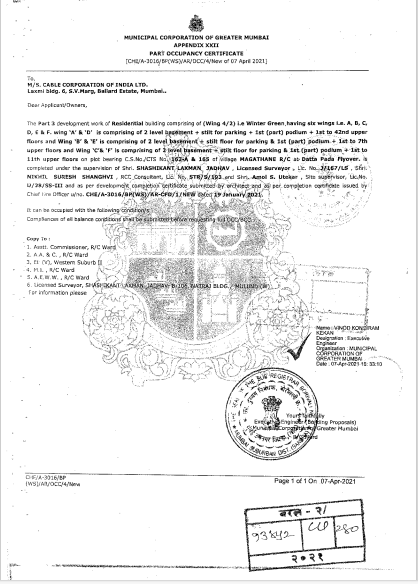 MUNICIPAL CORPORATION OF GREATER MUMBAI
APPENDIX XXII
PART OCCUPANCY CERTIFICATE
[CHE/A-3016/BP(WS)/AR/OCC/4/New of 07 April 2021]
To,
M/S. CABLE CORPORATION OF INDIA LTD.
Laxmi bldg. 6, S.V.Marg, Ballard Estate, Mumbai..
Dear Applicant/Owners,
The Part 3 development work of Residential building comprising of (Wing 4/2) i.e Winter Green,having six wings i.e. A, B, C,
D, E & F. wing 'A' & 'D' is comprising of 2 level basement + stilt for parking + 1st (part) podium + 1st to 42nd upper
floors and Wing 'B' & 'E' is comprising of 2 level basement + stilt floor for parking & 1st (part) podium + 1st to 7th
upper floors and Wing 'C'& F' is comprising of 2 level basement + stilt floor for parking & 1st (part) podium + 1st to
11th upper floors on plot bearing C.S.No/CTS No. 162-A & 165 of village MAGATHANE R/C at Datta Pada Flyover. is
completed under the supervision of Shri. SHASHIKANT LAXMAN JADHAV , Licensed Surveyor , Lic. No. J/167/LS , Shri.
NIKHIL SURESH SHANGHVI , RCC Consultant, Lic. No. STR/S/193 and Shri. Amol S. Utekar , Site supervisor, Lic.No.
U/28/SS-III and as per development completion certificate submitted by architect and as per completion certificate issued by
Chief Fire Officer u/no. CHE/A-3016/BP(WS)/AR-CFO/1/NEW dated 19 January 2021.
It can be occupied with the following condition/s.
Compliances of all balance conditions shall be submitted before requesting full OCC/BCC.
Copy To :
1. Asstt. Commissioner, R/C Ward
2. A.A. & C. , R/C Ward
3. EE (V), Western Suburb II
4. M.I. , R/C Ward
5. A.E.W.W. , R/C Ward
6. Licensed Surveyor, SHASHIKANT LAXMAN JADHAV, B-106, NATRAJ BLDG., MULUND (W)
For information please
Name : VINOD KONDIRAM
KEKAN
Designation : Executive
Engineer
Organization : MUNICIPAL
CORPORATION OF
GREATER MUMBAI
Date : 07-Apr-2021 15: 33:10
Yours faithfully
Executive Engineer (Building Proposals)
Municipal Corporation of Greater Mumbai
R/C Ward
CHE/A-3016/BP
(WS)/AR/OCC/4/New
Page 1 of 1 On 07-Apr-2021
बरल - २/
२०२१